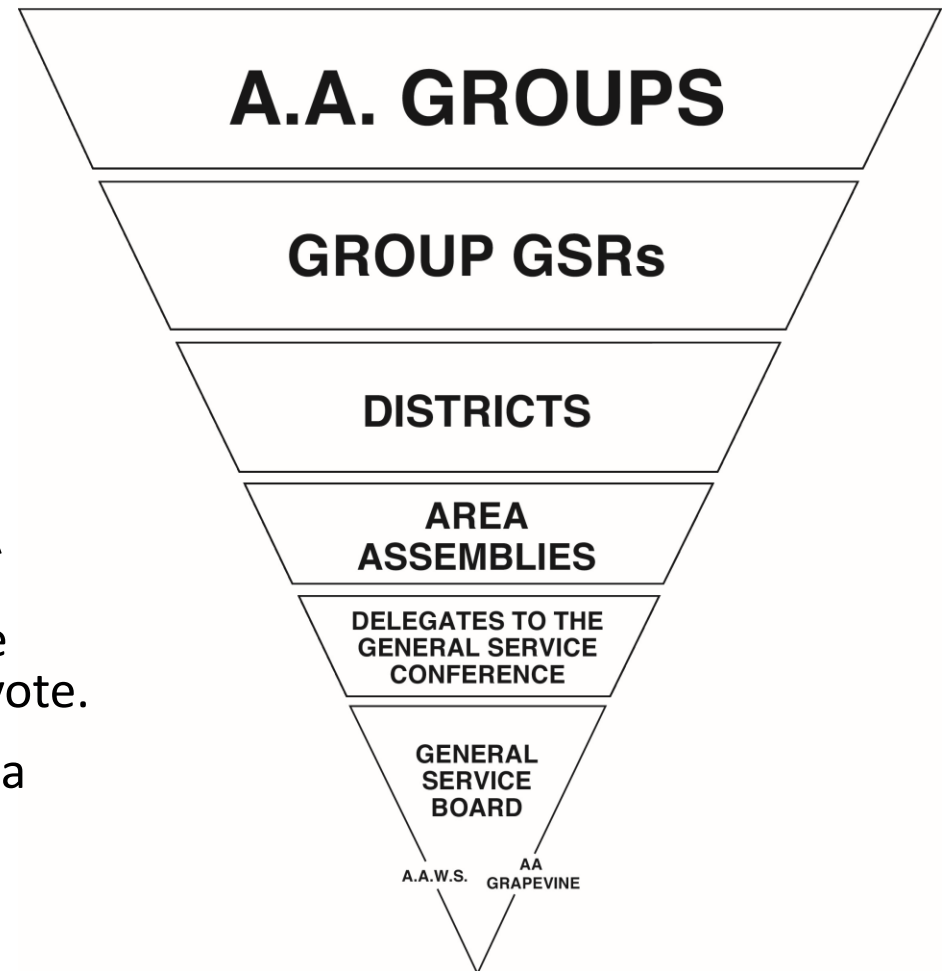 A.A. GROUPS
GROUP GSRs
DISTRICTS
AREA
ASSEMBLIES
DELEGATES TO THE
GENERAL SERVICE
CONFERENCE
vote.
a
GENERAL
SERVICE
BOARD
A.A.W.S.
AA
GRAPEVINE